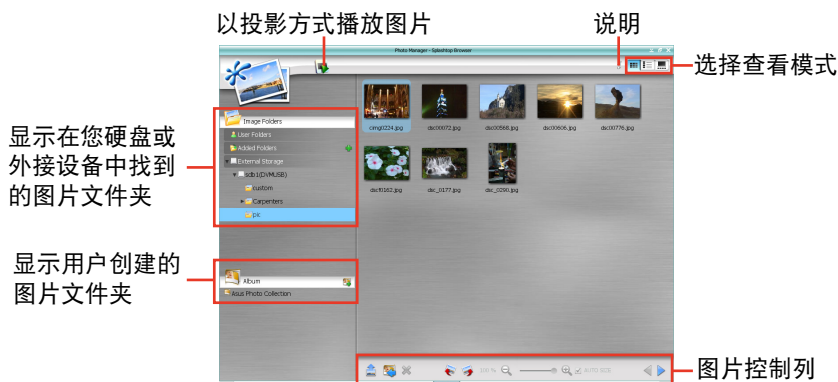 以投影方式播放图片
说明
Photo Manager - Splashtop Browser
选择查看模式
显示在您硬盘或
外接设备中找到
的图片文件夹
Image Folders
User Folders
Added Folders
External Storage
sdb1(DVMUSB)
custom
Carpenters
pic
cimg0224.jpg
dsc00072.jpg
dsc00568.jpg
dsc00606.jpg
dsc00776.jpg
dscf0162.jpg
dsc_0177.jpg
dsc_0290.jpg
显示用户创建的
图片文件夹
Album
Asus Photo Collection
100 %
AUTO SIZE
图片控制列